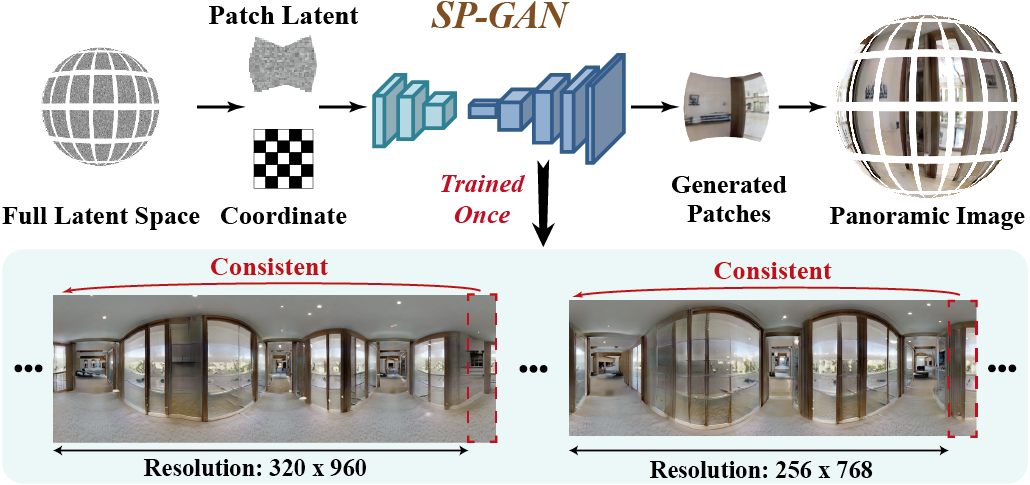 SP-GAN
Patch Latent
Full Latent Space
Coordinate
Trained
Once
Generated
Patches
Panoramic Image
Consistent
Consistent
...
...
...
Resolution: 320 x 960
Resolution: 256 x 768